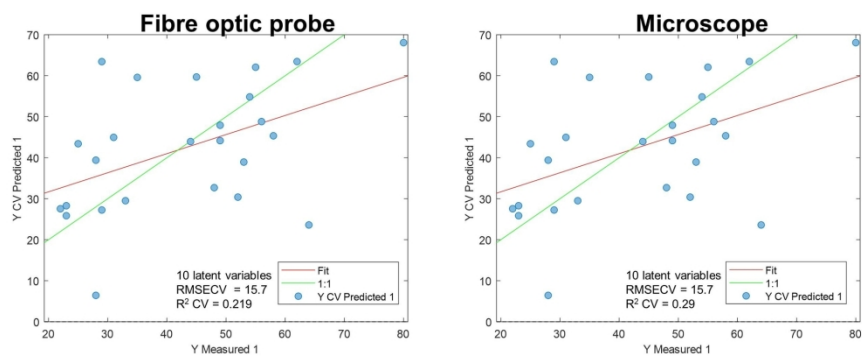 Fibre optic probe
70
60
50
40
30
20
10
0
Y CV Predicted 1
10 latent variables
RMSECV = 15.7
R² CV = 0.219
Fit
1:1
Y CV Predicted 1
20 30 40 50 60 70 80
Y Measured 1
Microscope
70
60
50
40
30
20
10
0
Y CV Predicted 1
10 latent variables
RMSECV = 15.7
R² CV = 0.29
Fit
1:1
Y CV Predicted 1
20 30 40 50 60 70 80
Y Measured 1